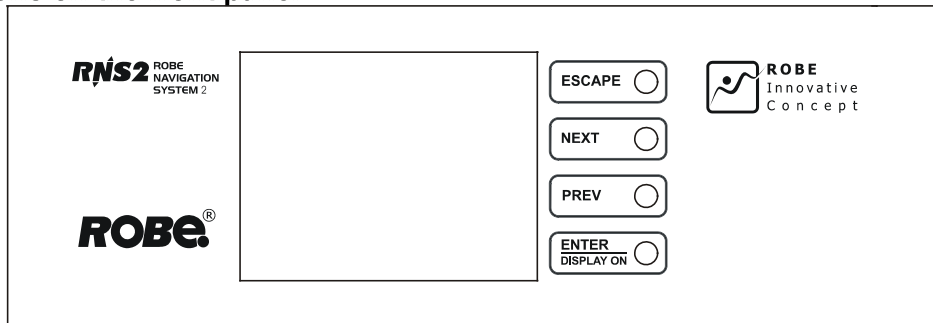 RNS2 ROBE
NAVIGATION
SYSTEM 2
ROBE®
ESCAPE
NEXT
PREV
ENTER
DISPLAY ON
ROBE
Innovative
Concept